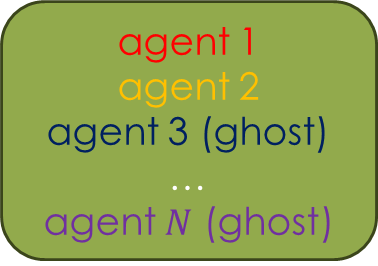 agent 1
agent 2
agent 3 (ghost)
...
agent N (ghost)